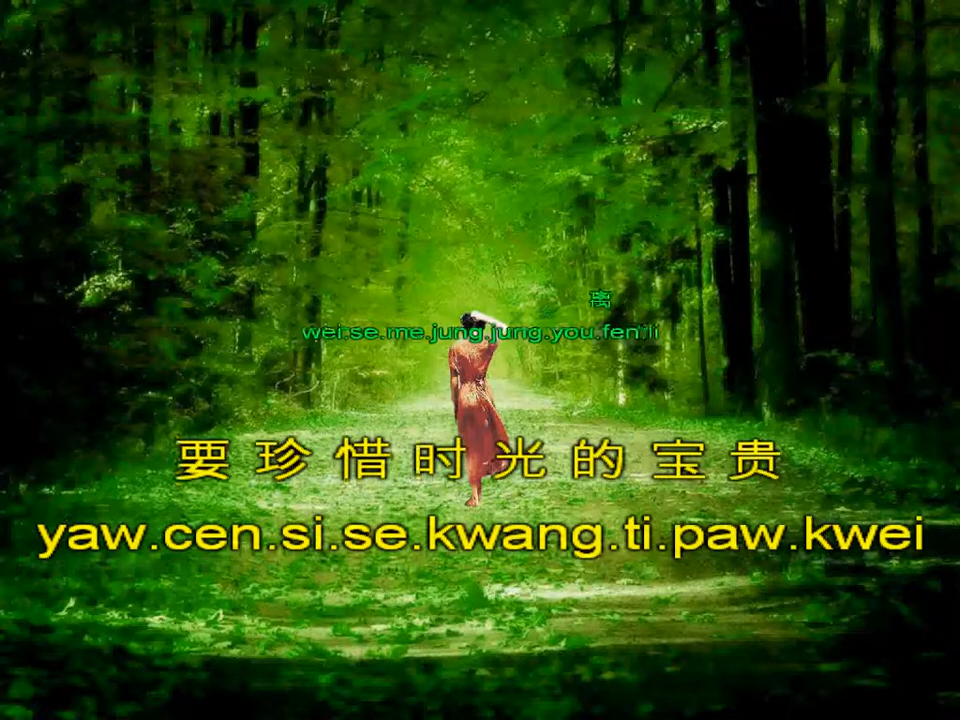 离
wei.se.me.jung.jung.you.fen.li
要珍惜时光的宝贵
yaw.cen.si.se.kwang.ti.paw.kwei